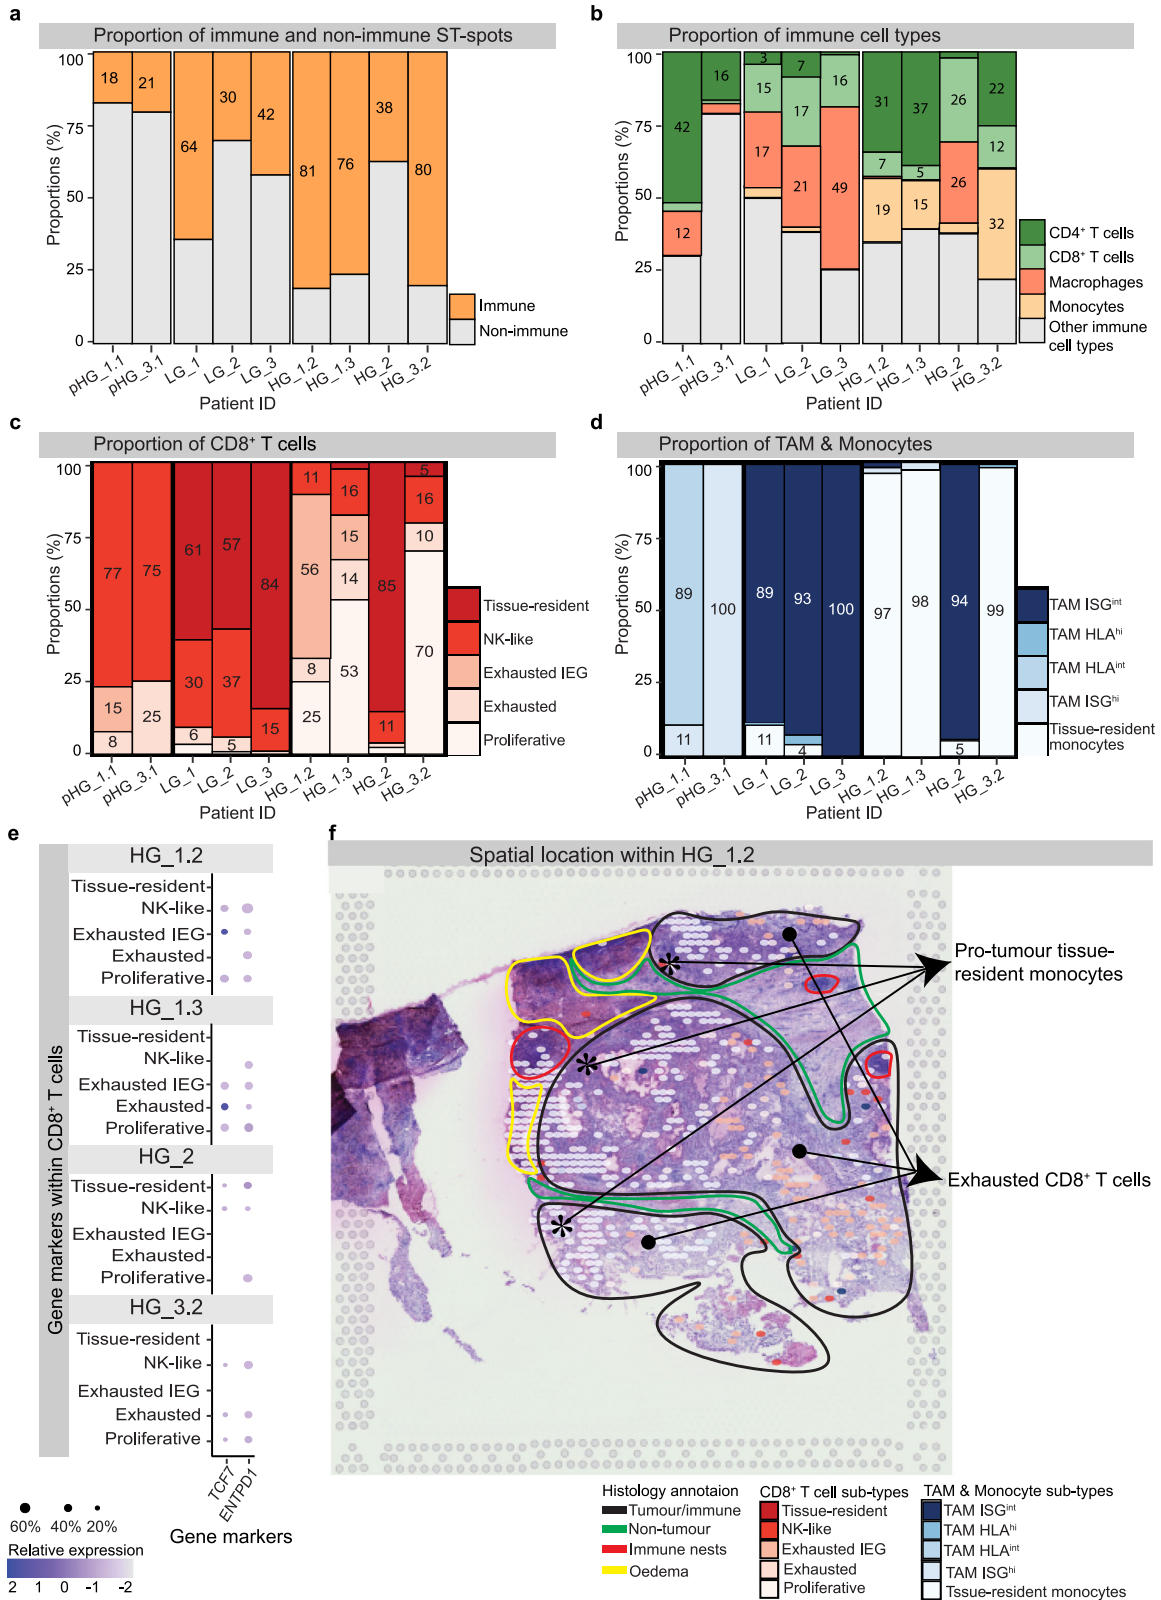 a
Proportion of immune and non-immune ST-spots
Proportions (%)
100
75
50
25
0
18
21
64
30
42
81
76
38
80
Immune
Non-immune
pHG_1.1
pHG_3.1
LG_1
LG_2
LG_3
HG_1.2
HG_1.3
HG_2
HG_3.2
Patient ID
b
Proportion of immune cell types
Proportions (%)
100
75
50
25
0
42
12
16
3
15
17
7
17
21
16
49
31
7
19
37
5
15
26
26
22
12
32
CD4⁺ T cells
CD8⁺ T cells
Macrophages
Monocytes
Other immune
cell types
pHG_1.1
pHG_3.1
LG_1
LG_2
LG_3
HG_1.2
HG_1.3
HG_2
HG_3.2
Patient ID
c
Proportion of CD8⁺ T cells
Proportions (%)
100
75
50
25
0
77
15
8
75
25
61
30
6
57
37
5
84
15
11
56
8
25
16
15
14
53
85
11
5
16
10
70
Tissue-resident
NK-like
Exhausted IEG
Exhausted
Proliferative
pHG_1.1
pHG_3.1
LG_1
LG_2
LG_3
HG_1.2
HG_1.3
HG_2
HG_3.2
Patient ID
d
Proportion of TAM & Monocytes
Proportions (%)
100
75
50
25
0
89
11
100
89
11
93
4
100
97
98
94
5
99
TAM ISGⁱⁿᵗ
TAM HLAʰⁱ
TAM HLAⁱⁿᵗ
TAM ISGʰⁱ
Tissue-resident
monocytes
pHG_1.1
pHG_3.1
LG_1
LG_2
LG_3
HG_1.2
HG_1.3
HG_2
HG_3.2
Patient ID
e
Gene markers within CD8⁺ T cells
HG_1.2
Tissue-resident
NK-like
Exhausted IEG
Exhausted
Proliferative
HG_1.3
Tissue-resident
NK-like
Exhausted IEG
Exhausted
Proliferative
HG_2
Tissue-resident
NK-like
Exhausted IEG
Exhausted
Proliferative
HG_3.2
Tissue-resident
NK-like
Exhausted IEG
Exhausted
Proliferative
TCF7
ENTPD1
Gene markers
60% 40% 20%
Relative expression
2 1 0 -1 -2
f
Spatial location within HG_1.2
Pro-tumour tissue-
resident monocytes
Exhausted CD8⁺ T cells
Histology annotaion
Tumour/immune
Non-tumour
Immune nests
Oedema
CD8⁺ T cell sub-types
Tissue-resident
NK-like
Exhausted IEG
Exhausted
Proliferative
TAM & Monocyte sub-types
TAM ISGⁱⁿᵗ
TAM HLAʰⁱ
TAM HLAⁱⁿᵗ
TAM ISGʰⁱ
Tssue-resident monocytes